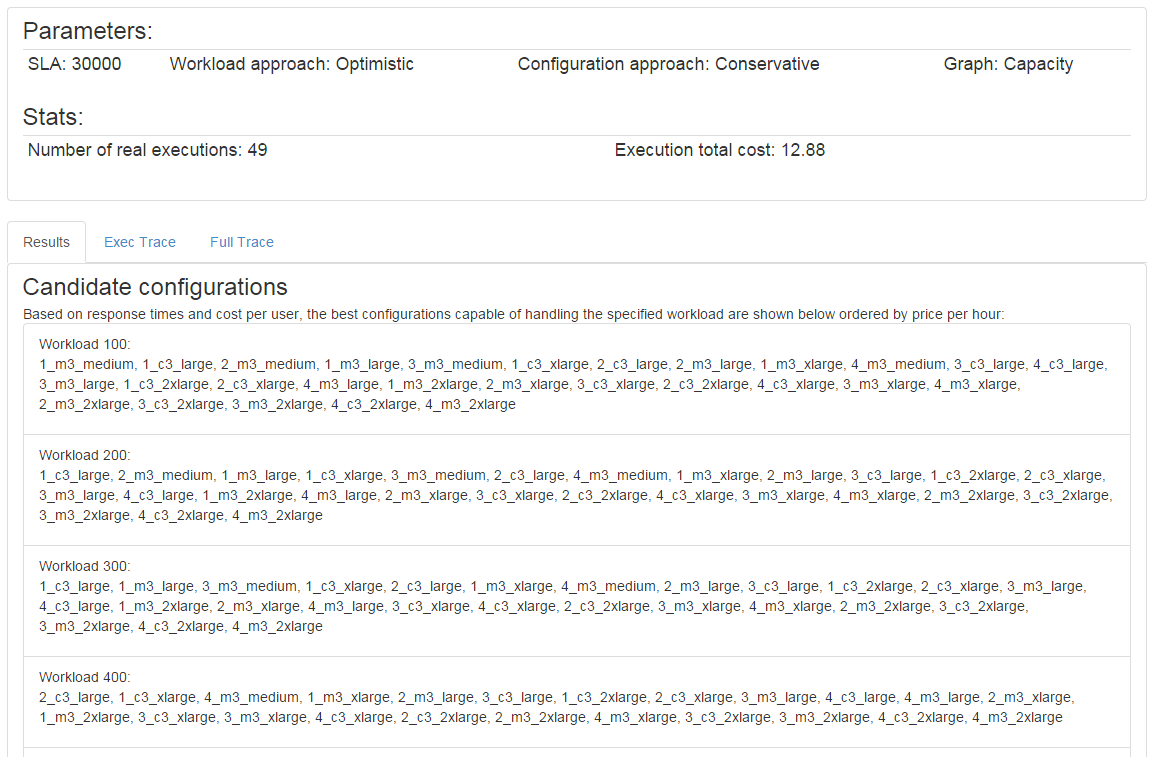 Parameters:
SLA: 30000 Workload approach: Optimistic Configuration approach: Conservative Graph: Capacity
Stats:
Number of real executions: 49 Execution total cost: 12.88
Results Exec Trace Full Trace
Candidate configurations
Based on response times and cost per user, the best configurations capable of handling the specified workload are shown below ordered by price per hour:
Workload 100:
1_m3_medium, 1_c3_large, 2_m3_medium, 1_m3_large, 3_m3_medium, 1_c3_xlarge, 2_c3_large, 2_m3_large, 1_m3_xlarge, 4_m3_medium, 3_c3_large, 4_c3_large,
3_m3_large, 1_c3_2xlarge, 2_c3_xlarge, 4_m3_large, 1_m3_2xlarge, 2_m3_xlarge, 3_c3_xlarge, 2_c3_2xlarge, 4_c3_xlarge, 3_m3_xlarge, 4_m3_xlarge,
2_m3_2xlarge, 3_c3_2xlarge, 3_m3_2xlarge, 4_c3_2xlarge, 4_m3_2xlarge
Workload 200:
1_c3_large, 2_m3_medium, 1_m3_large, 1_c3_xlarge, 3_m3_medium, 2_c3_large, 4_m3_medium, 1_m3_xlarge, 2_m3_large, 3_c3_large, 1_c3_2xlarge, 2_c3_xlarge,
3_m3_large, 4_c3_large, 1_m3_2xlarge, 4_m3_large, 2_m3_xlarge, 3_c3_xlarge, 2_c3_2xlarge, 4_c3_xlarge, 3_m3_xlarge, 4_m3_xlarge, 2_m3_2xlarge, 3_c3_2xlarge,
3_m3_2xlarge, 4_c3_2xlarge, 4_m3_2xlarge
Workload 300:
1_c3_large, 1_m3_large, 3_m3_medium, 1_c3_xlarge, 2_c3_large, 1_m3_xlarge, 4_m3_medium, 2_m3_large, 3_c3_large, 1_c3_2xlarge, 2_c3_xlarge, 3_m3_large,
4_c3_large, 1_m3_2xlarge, 2_m3_xlarge, 4_m3_large, 3_c3_xlarge, 4_c3_xlarge, 2_c3_2xlarge, 3_m3_xlarge, 4_m3_xlarge, 2_m3_2xlarge, 3_c3_2xlarge,
3_m3_2xlarge, 4_c3_2xlarge, 4_m3_2xlarge
Workload 400:
2_c3_large, 1_c3_xlarge, 4_m3_medium, 1_m3_xlarge, 2_m3_large, 3_c3_large, 1_c3_2xlarge, 2_c3_xlarge, 3_m3_large, 4_c3_large, 4_m3_large, 2_m3_xlarge,
1_m3_2xlarge, 3_c3_xlarge, 3_m3_xlarge, 4_c3_xlarge, 2_c3_2xlarge, 2_m3_2xlarge, 4_m3_xlarge, 3_c3_2xlarge, 3_m3_2xlarge, 4_c3_2xlarge, 4_m3_2xlarge